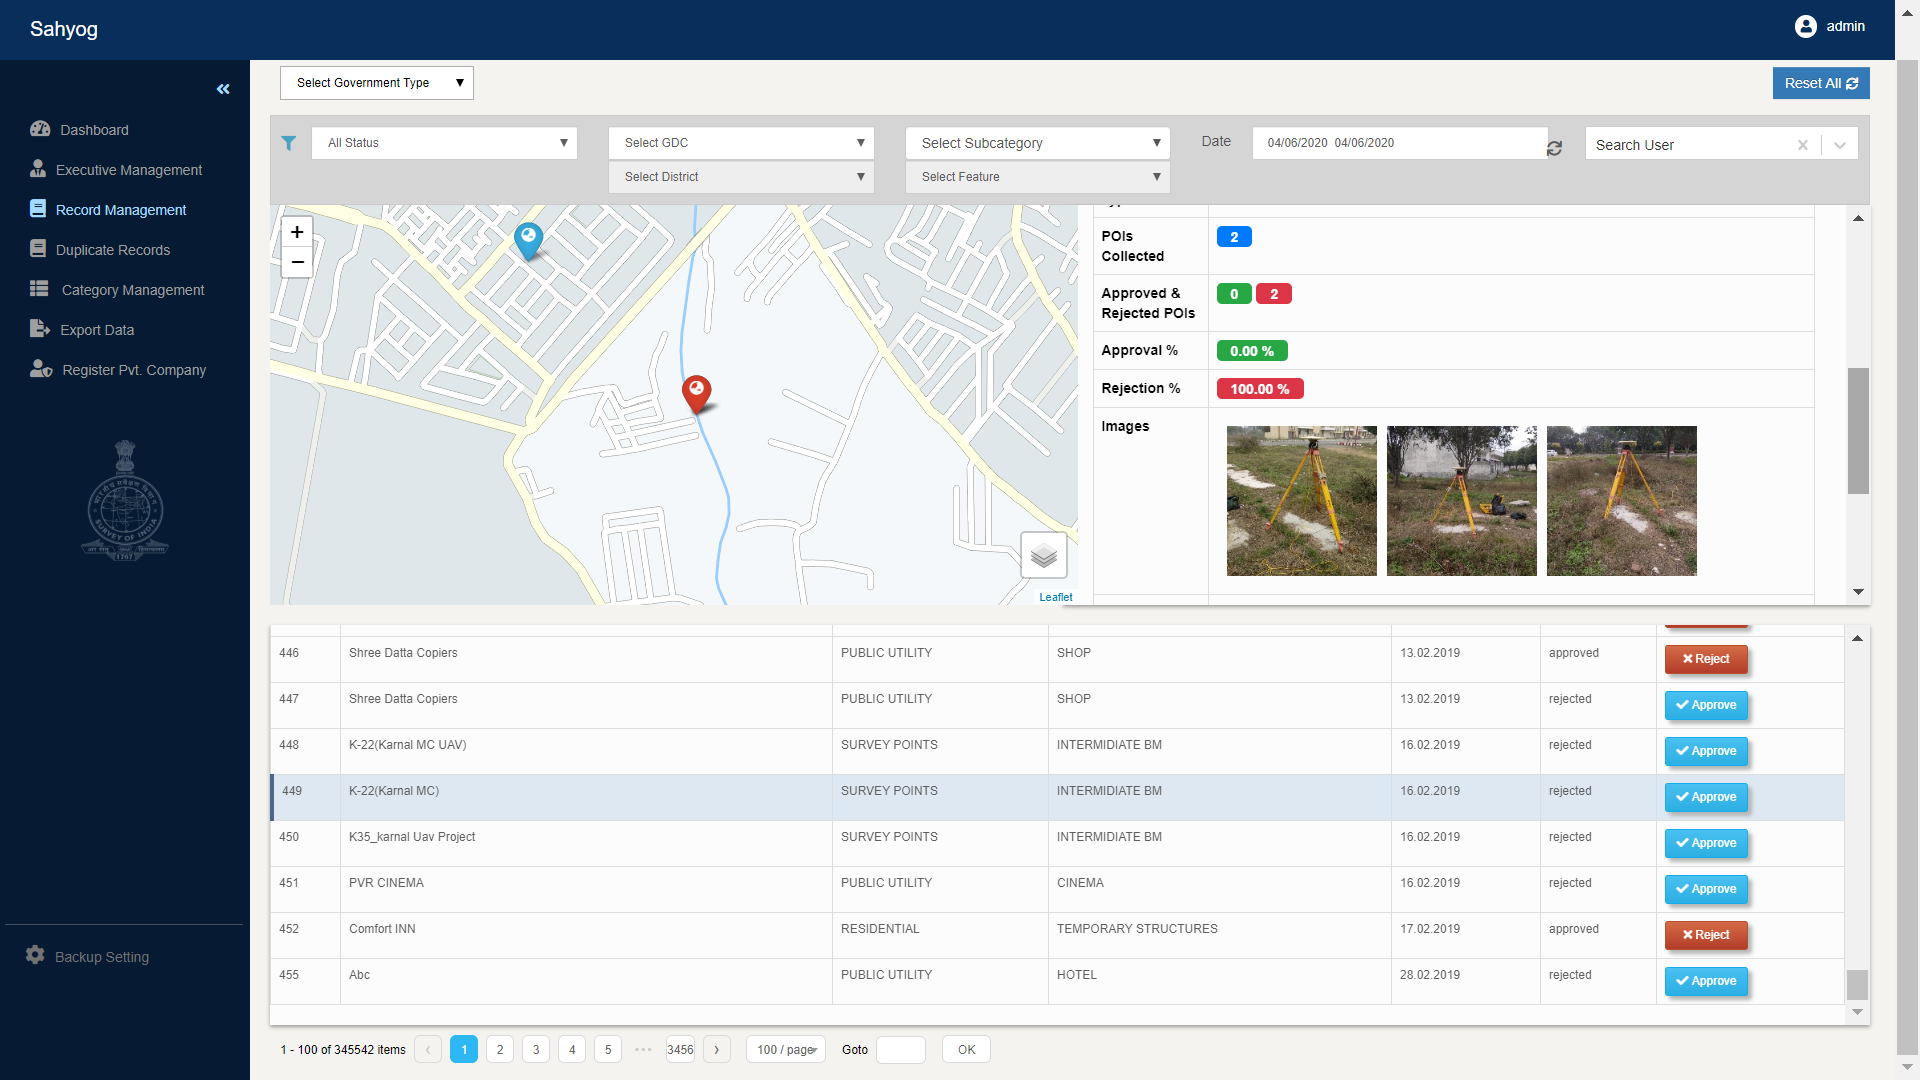 Sahyog
admin
Select Government Type
Reset All
Dashboard
Executive Management
Record Management
Duplicate Records
Category Management
Export Data
Register Pvt. Company
SURVEY OF INDIA
1767
Backup Setting
All Status
Select GDC
Select Subcategory
Date
04/06/2020 04/06/2020
Search User
Select District
Select Feature
+
−
Leaflet
POIs Collected
2
Approved & Rejected POIs
0 2
Approval %
0.00 %
Rejection %
100.00 %
Images
446 Shree Datta Copiers PUBLIC UTILITY SHOP 13.02.2019 approved Reject
447 Shree Datta Copiers PUBLIC UTILITY SHOP 13.02.2019 rejected Approve
448 K-22(Karnal MC UAV) SURVEY POINTS INTERMIDIATE BM 16.02.2019 rejected Approve
449 K-22(Karnal MC) SURVEY POINTS INTERMIDIATE BM 16.02.2019 rejected Approve
450 K35_karnal Uav Project SURVEY POINTS INTERMIDIATE BM 16.02.2019 rejected Approve
451 PVR CINEMA PUBLIC UTILITY CINEMA 16.02.2019 rejected Approve
452 Comfort INN RESIDENTIAL TEMPORARY STRUCTURES 17.02.2019 approved Reject
455 Abc PUBLIC UTILITY HOTEL 28.02.2019 rejected Approve
1 - 100 of 345542 items 1 2 3 4 5 ••• 3456 100 / page Goto OK